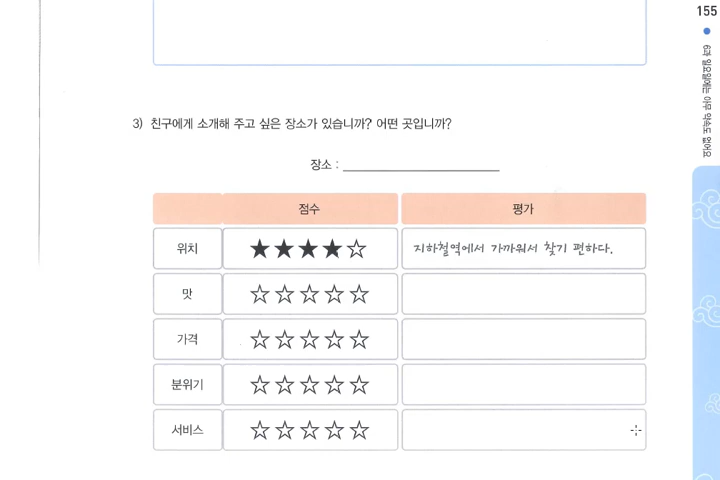 155
6과 일요일에는 아무 약속도 없어요
3) 친구에게 소개해 주고 싶은 장소가 있습니까? 어떤 곳입니까?
장소 :
점수 평가
위치 ★★★★☆ 지하철역에서 가까워서 찾기 편하다.
맛 ☆☆☆☆☆
가격 ☆☆☆☆☆
분위기 ☆☆☆☆☆
서비스 ☆☆☆☆☆